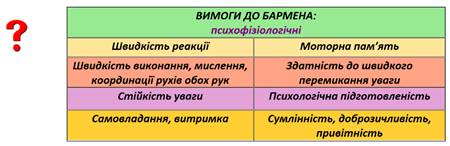 ?
ВИМОГИ ДО БАРМЕНА:
психофізіологічні
Швидкість реакції
Моторна пам’ять
Швидкість виконання, мислення,
координації рухів обох рук
Здатність до швидкого
перемикання уваги
Стійкість уваги
Психологічна підготовленість
Самовладання, витримка
Сумлінність, доброзичливість,
привітність